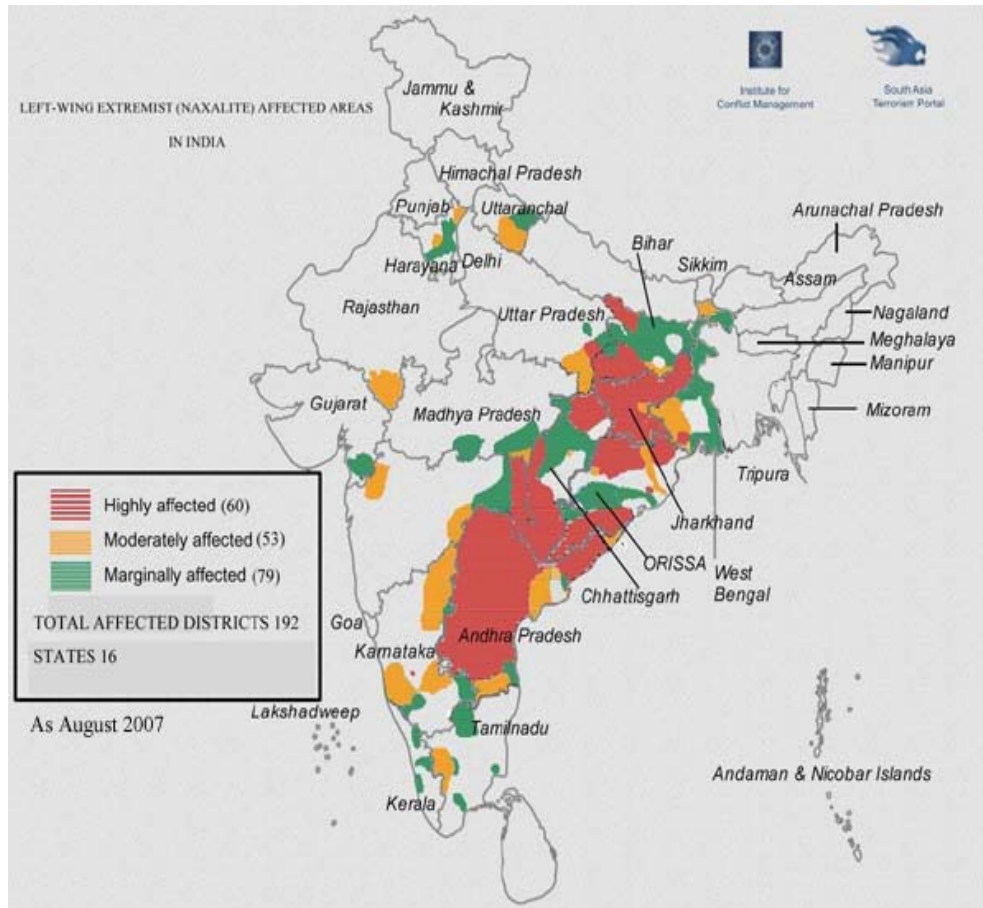 LEFT-WING EXTREMIST (NAXALITE) AFFECTED AREAS
IN INDIA
Institute for
Conflict Management
South Asia
Terrorism Portal
Jammu &
Kashmir
Himachal Pradesh
Punjab
Uttaranchal
Arunachal Pradesh
Harayana
Delhi
Bihar
Sikkim
Assam
Rajasthan
Uttar Pradesh
Nagaland
Meghalaya
Manipur
Gujarat
Madhya Pradesh
Mizoram
Tripura
Highly affected (60)
Moderately affected (53)
Marginally affected (79)
TOTAL AFFECTED DISTRICTS 192
STATES 16
Jharkhand
ORISSA
West
Bengal
Chhattisgarh
Goa
Andhra Pradesh
Karnataka
Lakshadweep
As August 2007
Tamilnadu
Andaman & Nicobar Islands
Kerala